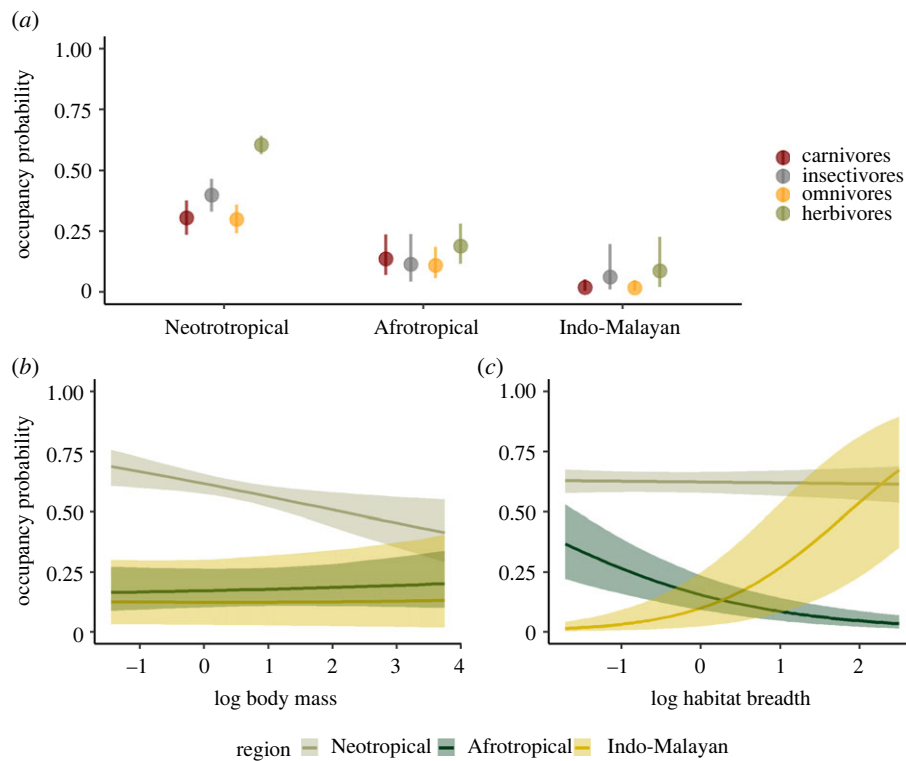 (a)
occupancy probability
1.00
0.75
0.50
0.25
0
Neotrotropical Afrotropical Indo-Malayan
carnivores
insectivores
omnivores
herbivores
(b)
occupancy probability
1.00
0.75
0.50
0.25
0
–1 0 1 2 3 4
log body mass
(c)
1.00
0.75
0.50
0.25
0
–1 0 1 2
log habitat breadth
region Neotropical Afrotropical Indo-Malayan